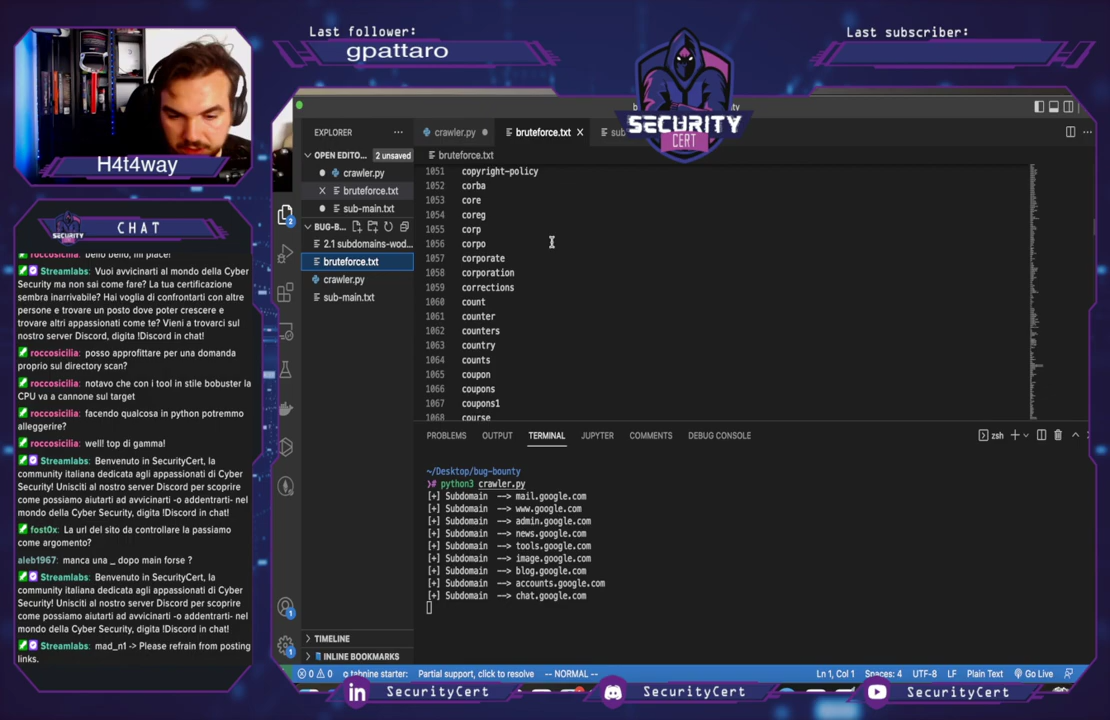 Last follower:
gpattaro
Last subscriber:
SECURITY
CERT
H4t4way
CHAT
roccosicilia: bello bello, mi piace!
Streamlabs: Vuoi avvicinarti al mondo della Cyber
Security ma non sai come fare? La tua certificazione
sembra inarrivabile? Hai voglia di confrontarti con altre
persone e trovare un posto dove poter crescere e
trovare altri appassionati come te? Vieni a trovarci sul
nostro server Discord, digita !Discord in chat!
roccosicilia: posso approfittare per una domanda
proprio sul directory scan?
roccosicilia: notavo che con i tool in stile bobuster la
CPU va a cannone sul target
roccosicilia: facendo qualcosa in python potremmo
alleggerire?
roccosicilia: well! top di gamma!
Streamlabs: Benvenuto in SecurityCert, la
community italiana dedicata agli appassionati di Cyber
Security! Unisciti al nostro server Discord per scoprire
come possiamo aiutarti ad avvicinarti -o addentrarti- nel
mondo della Cyber Security, digita !Discord in chat!
fost0x: La url del sito da controllare la passiamo
come argomento?
aleb1967: manca una _ dopo main forse ?
Streamlabs: Benvenuto in SecurityCert, la
community italiana dedicata agli appassionati di Cyber
Security! Unisciti al nostro server Discord per scoprire
come possiamo aiutarti ad avvicinarti -o addentrarti- nel
mondo della Cyber Security, digita !Discord in chat!
Streamlabs: mad_n1 -> Please refrain from posting
links.
EXPLORER
OPEN EDITO... 2 unsaved
crawler.py
bruteforce.txt
sub-main.txt
BUG-B...
2.1 subdomains-wod...
bruteforce.txt
crawler.py
sub-main.txt
TIMELINE
INLINE BOOKMARKS
2
1
1
crawler.py bruteforce.txt sub
bruteforce.txt
1051 copyright-policy
1052 corba
1053 core
1054 coreg
1055 corp
1056 corpo
1057 corporate
1058 corporation
1059 corrections
1060 count
1061 counter
1062 counters
1063 country
1064 counts
1065 coupon
1066 coupons
1067 coupons1
1068 course
PROBLEMS OUTPUT TERMINAL JUPYTER COMMENTS DEBUG CONSOLE
zsh
~/Desktop/bug-bounty
python3 crawler.py
[+] Subdomain --> mail.google.com
[+] Subdomain --> www.google.com
[+] Subdomain --> admin.google.com
[+] Subdomain --> news.google.com
[+] Subdomain --> tools.google.com
[+] Subdomain --> image.google.com
[+] Subdomain --> blog.google.com
[+] Subdomain --> accounts.google.com
[+] Subdomain --> chat.google.com
0 0 tabnine starter: Partial support, click to resolve -- NORMAL -- Ln 1, Col 1 Spaces: 4 UTF-8 LF Plain Text Go Live
in SecurityCert SecurityCert SecurityCert